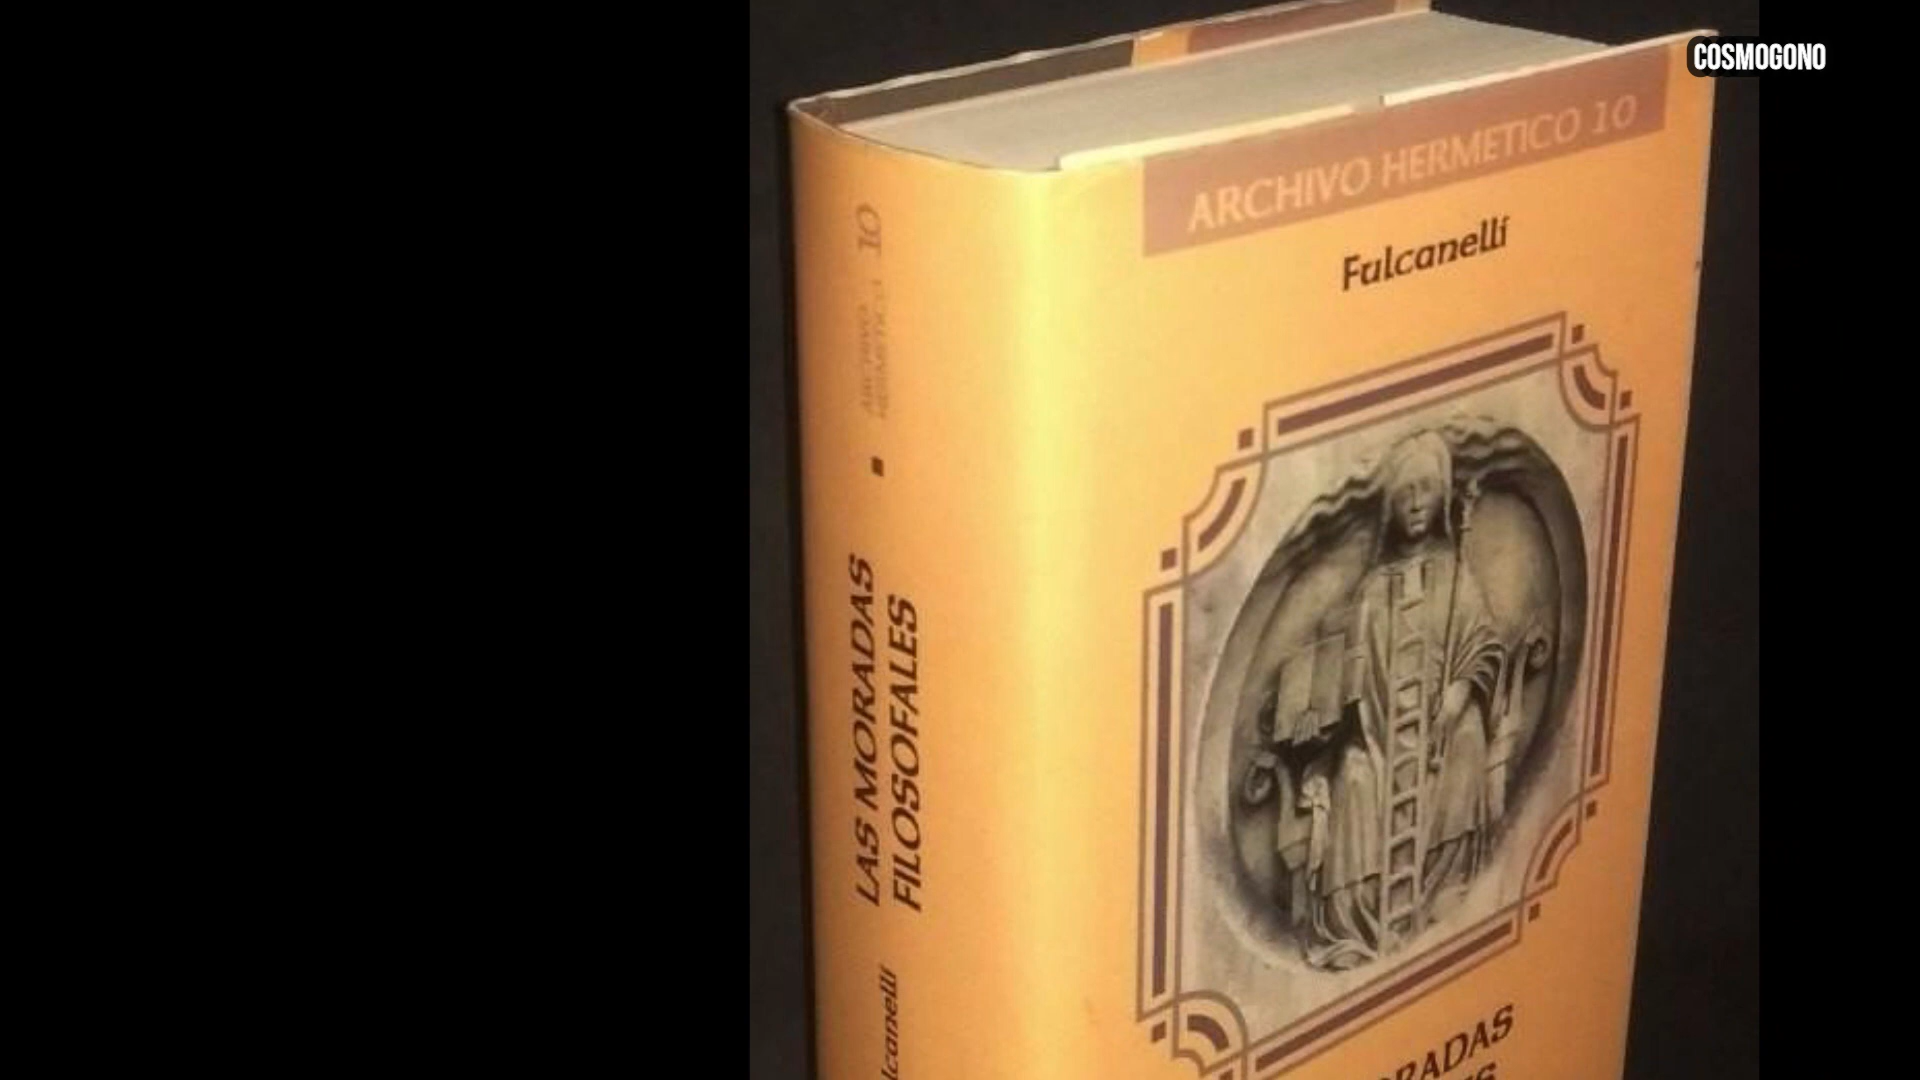 COSMOGONO
ARCHIVO HERMETICO 10
Fulcanelli
ARCHIVO
HERMETICO 10
LAS MORADAS
FILOSOFALES